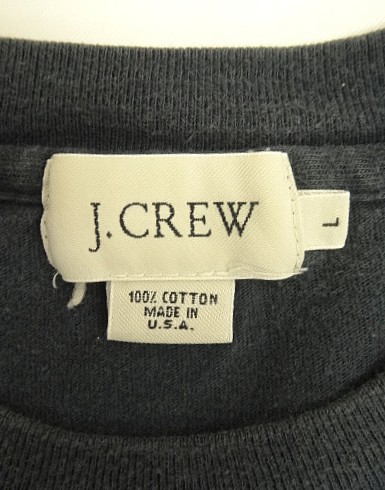 J.CREW
L
100% COTTON
MADE IN
U.S.A.